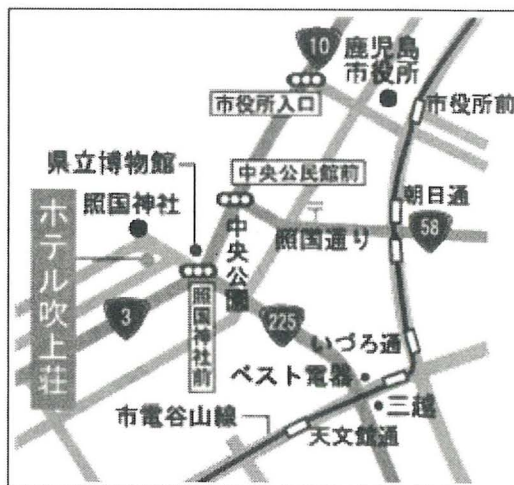 10
鹿児島
市役所
市役所入口
市役所前
県立博物館
中央公民館前
照国神社
朝日通
〒
照国通り
58
中央公園
ホテル吹上荘
3
照国神社前
225
いづろ通
ベスト電器
三越
市電谷山線
天文館通